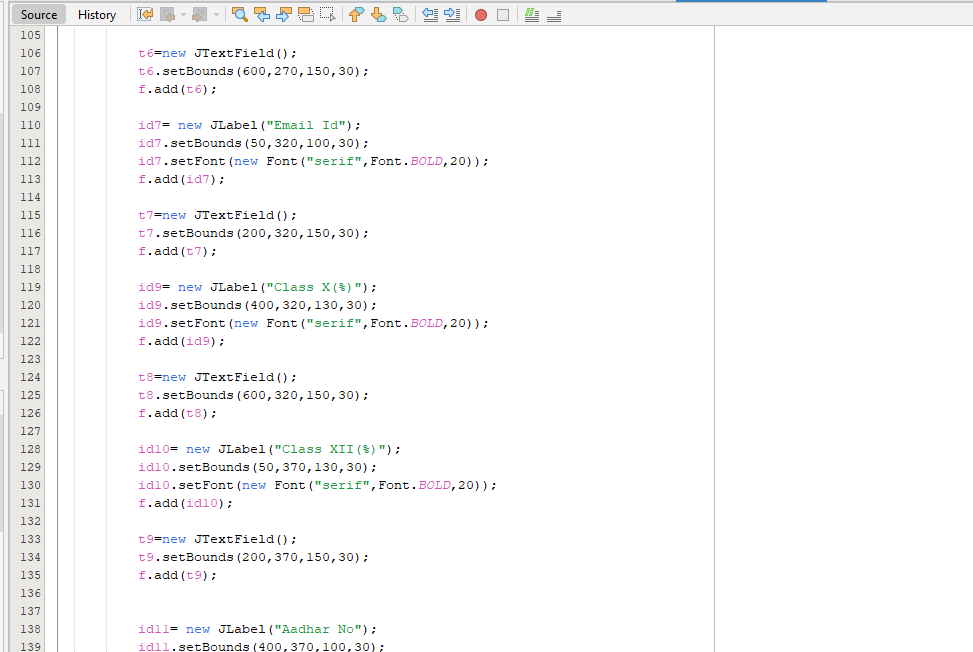 Source History
105
106 t6=new JTextField();
107 t6.setBounds(600,270,150,30);
108 f.add(t6);
109
110 id7= new JLabel("Email Id");
111 id7.setBounds(50,320,100,30);
112 id7.setFont(new Font("serif",Font.BOLD,20));
113 f.add(id7);
114
115 t7=new JTextField();
116 t7.setBounds(200,320,150,30);
117 f.add(t7);
118
119 id9= new JLabel("Class X(%)");
120 id9.setBounds(400,320,130,30);
121 id9.setFont(new Font("serif",Font.BOLD,20));
122 f.add(id9);
123
124 t8=new JTextField();
125 t8.setBounds(600,320,150,30);
126 f.add(t8);
127
128 id10= new JLabel("Class XII(%)");
129 id10.setBounds(50,370,130,30);
130 id10.setFont(new Font("serif",Font.BOLD,20));
131 f.add(id10);
132
133 t9=new JTextField();
134 t9.setBounds(200,370,150,30);
135 f.add(t9);
136
137
138 id11= new JLabel("Aadhar No");
139 id11.setBounds(400,370,100,30);